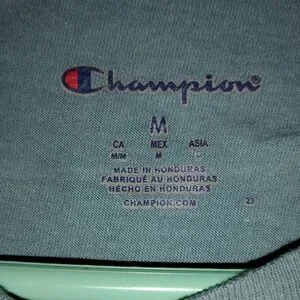 Champion®
M
CA MEX ASIA
M/M M
MADE IN HONDURAS
FABRIQUÉ AU HONDURAS
HECHO EN HONDURAS
CHAMPION.COM
23